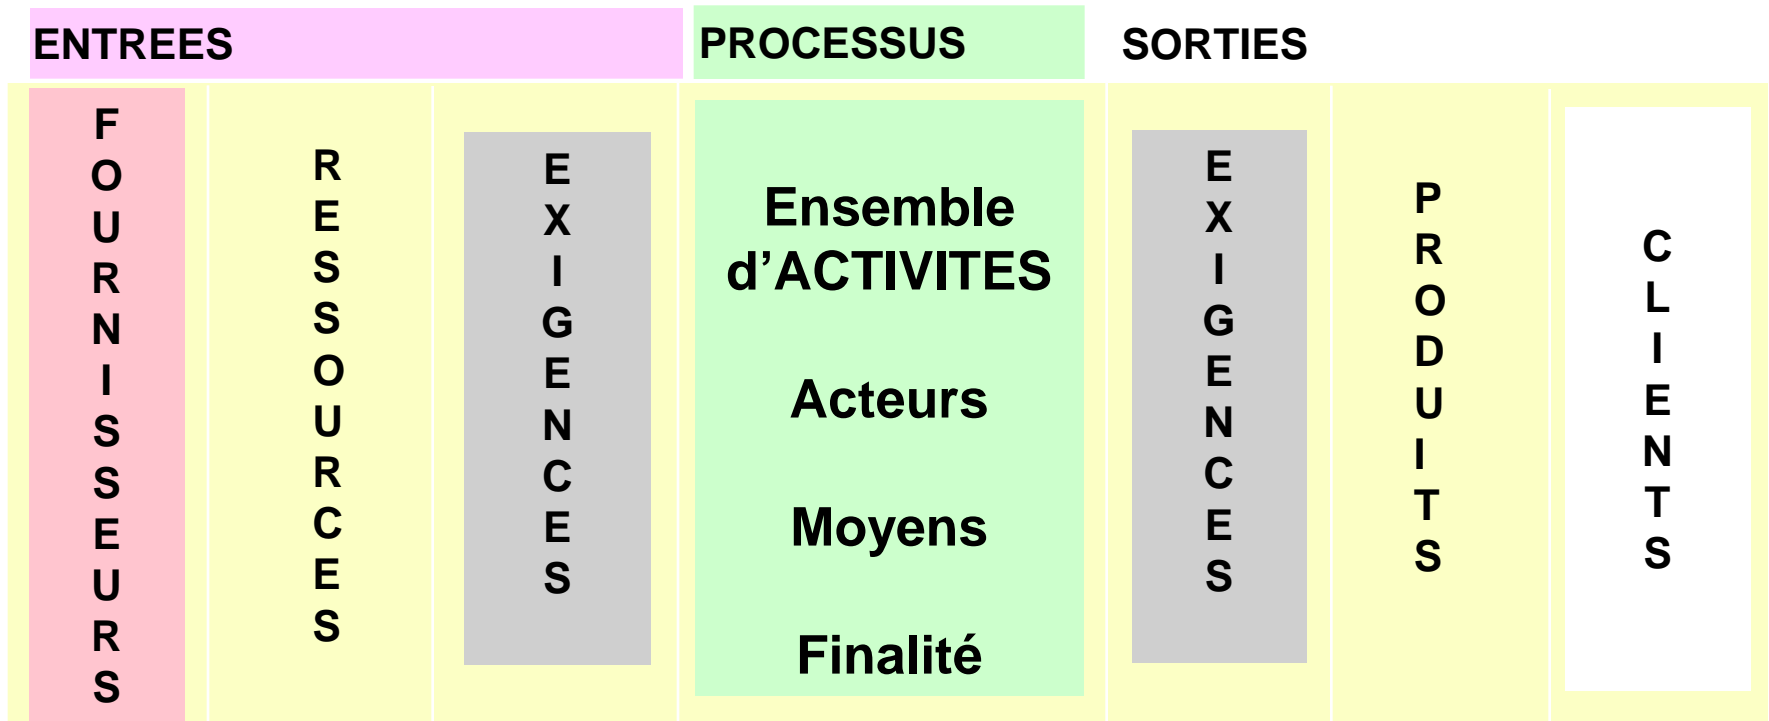 ENTREES
PROCESSUS
SORTIES
FOURNISSEURS
RESSOURCES
EXIGENCES
Ensemble
d’ACTIVITES
Acteurs
Moyens
Finalité
EXIGENCES
PRODUITS
CLIENTS